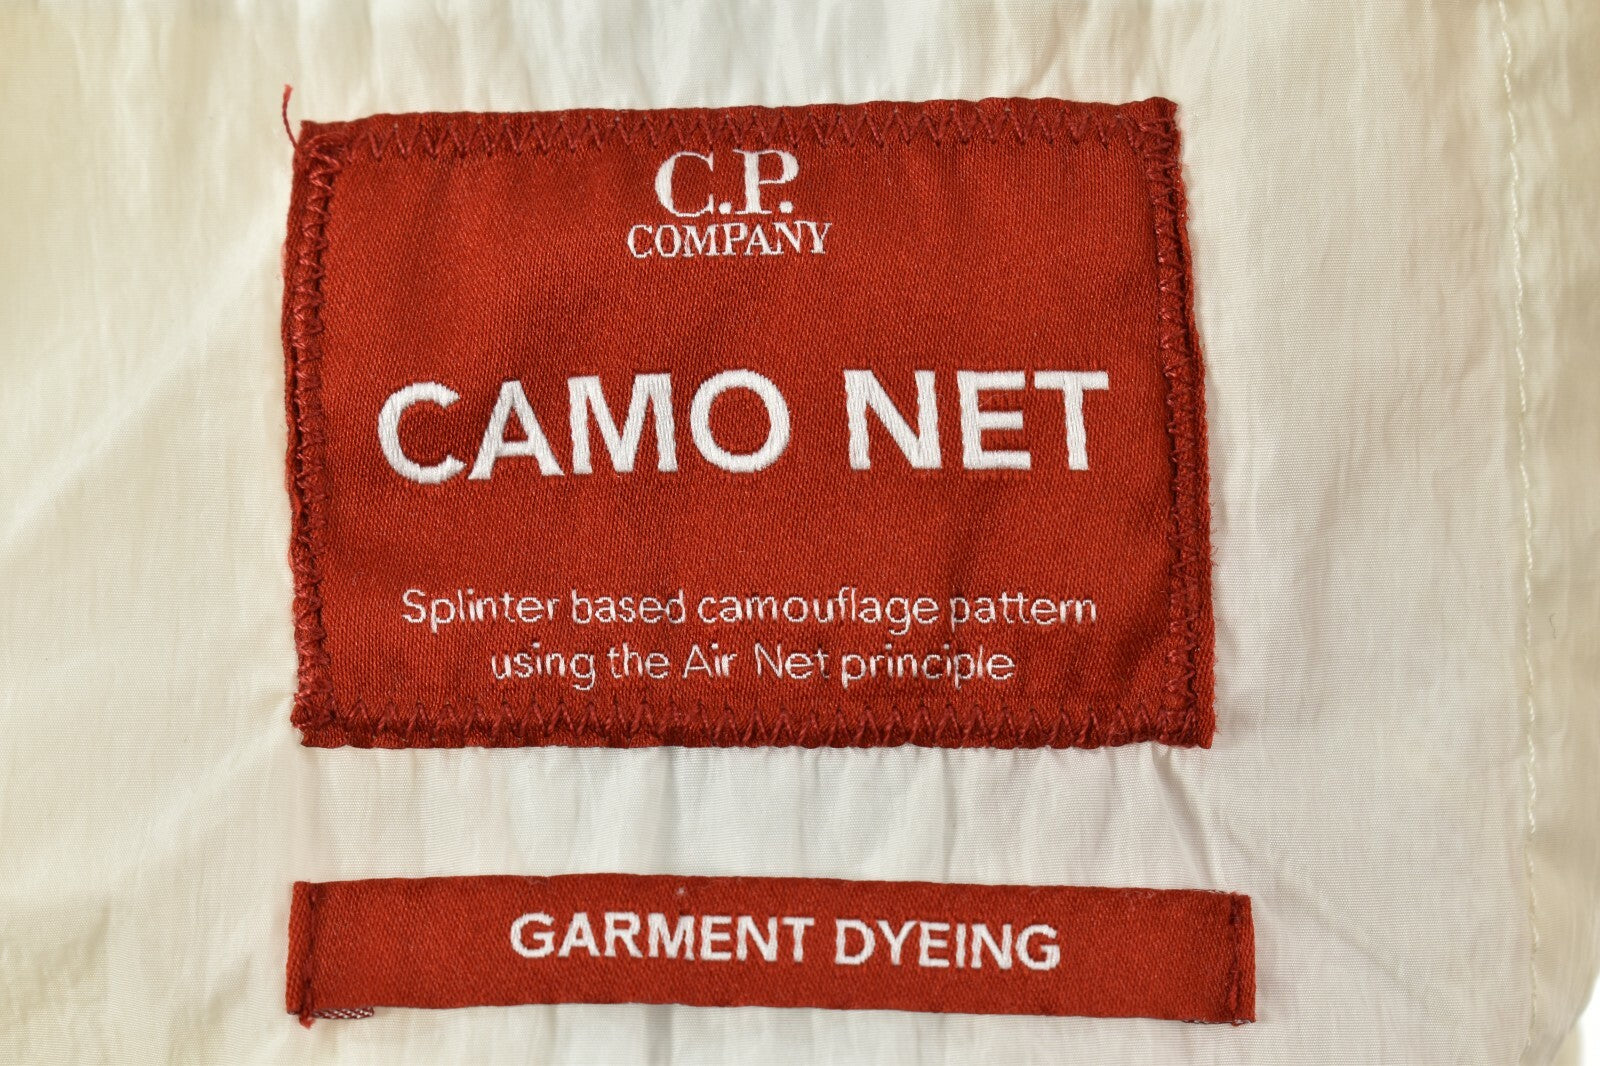 C.P.
COMPANY
CAMO NET
Splinter based camouflage pattern
using the Air Net principle
GARMENT DYEING